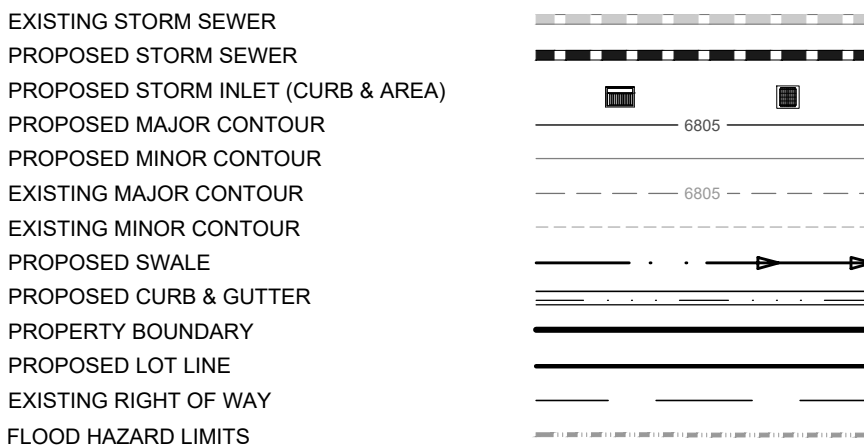 EXISTING STORM SEWER
PROPOSED STORM SEWER
PROPOSED STORM INLET (CURB & AREA)
PROPOSED MAJOR CONTOUR 6805
PROPOSED MINOR CONTOUR
EXISTING MAJOR CONTOUR 6805
EXISTING MINOR CONTOUR
PROPOSED SWALE
PROPOSED CURB & GUTTER
PROPERTY BOUNDARY
PROPOSED LOT LINE
EXISTING RIGHT OF WAY
FLOOD HAZARD LIMITS